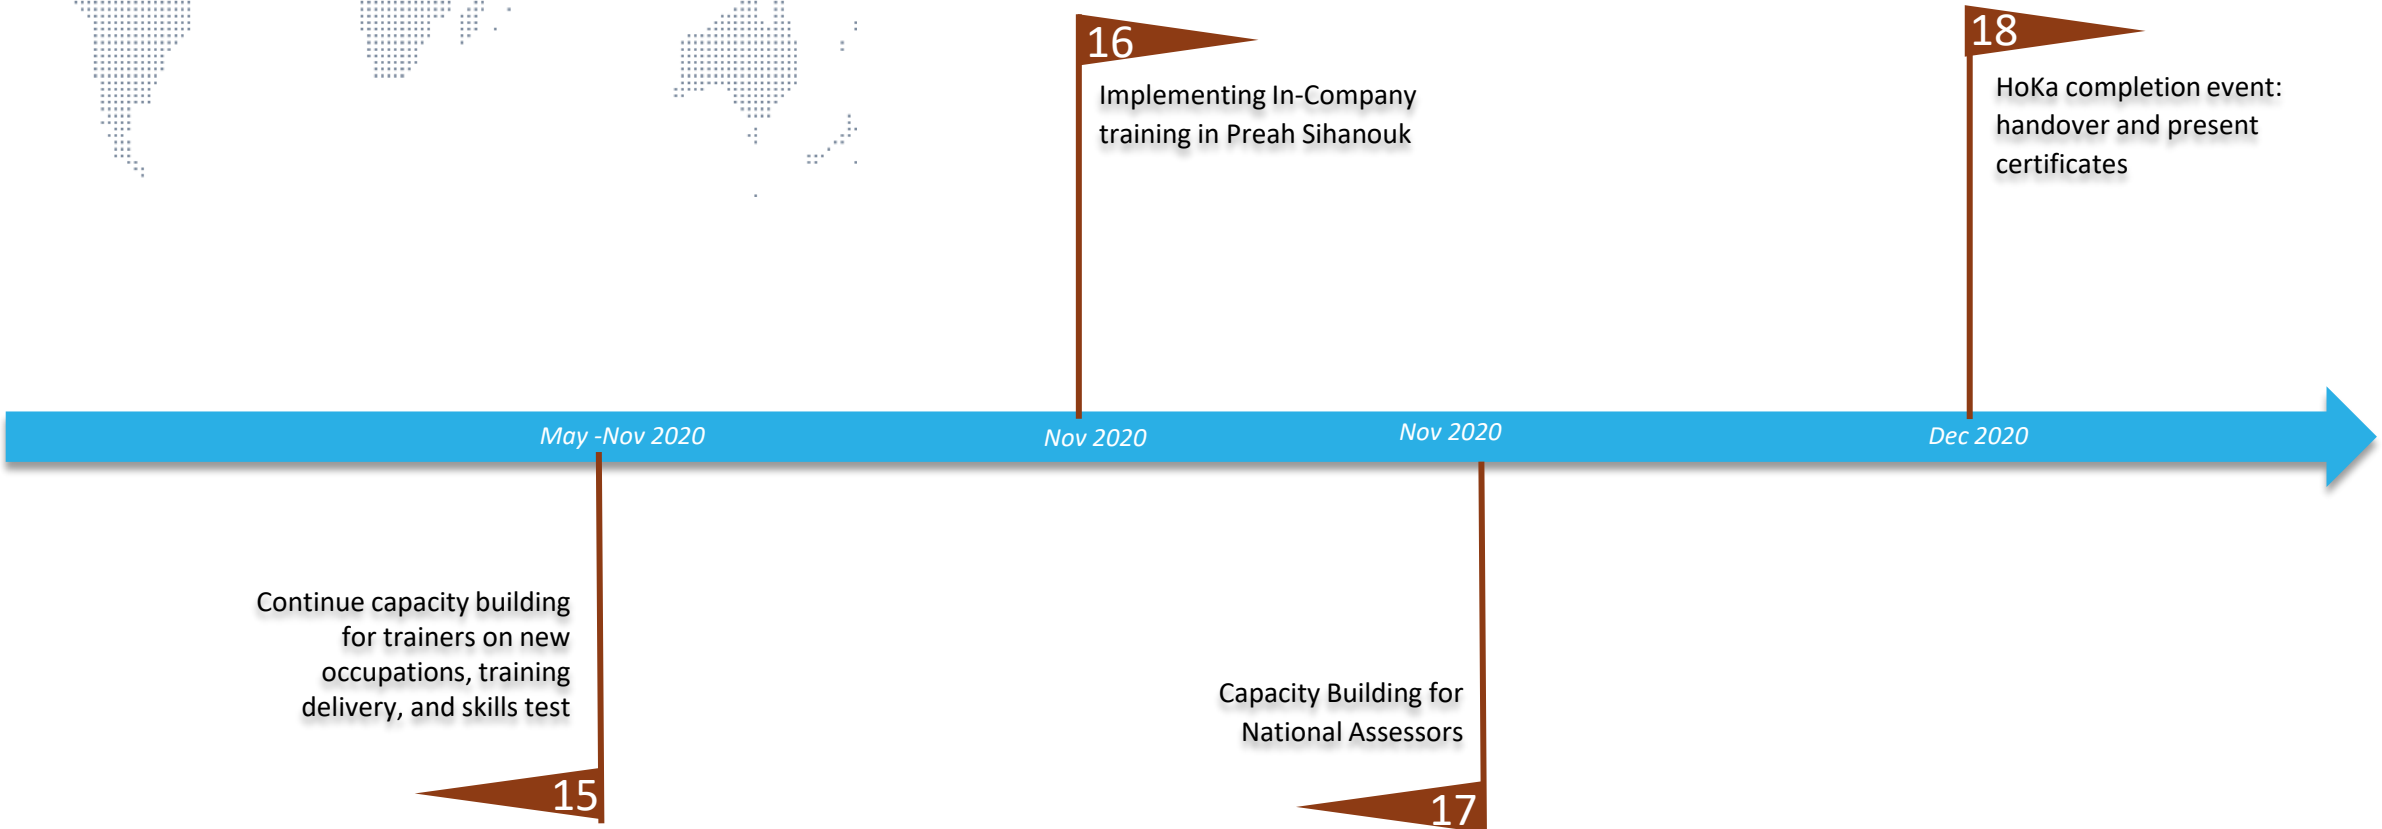 16
Implementing In-Company
training in Preah Sihanouk
18
HoKa completion event:
handover and present
certificates
May -Nov 2020
Nov 2020
Nov 2020
Dec 2020
Continue capacity building
for trainers on new
occupations, training
delivery, and skills test
15
Capacity Building for
National Assessors
17